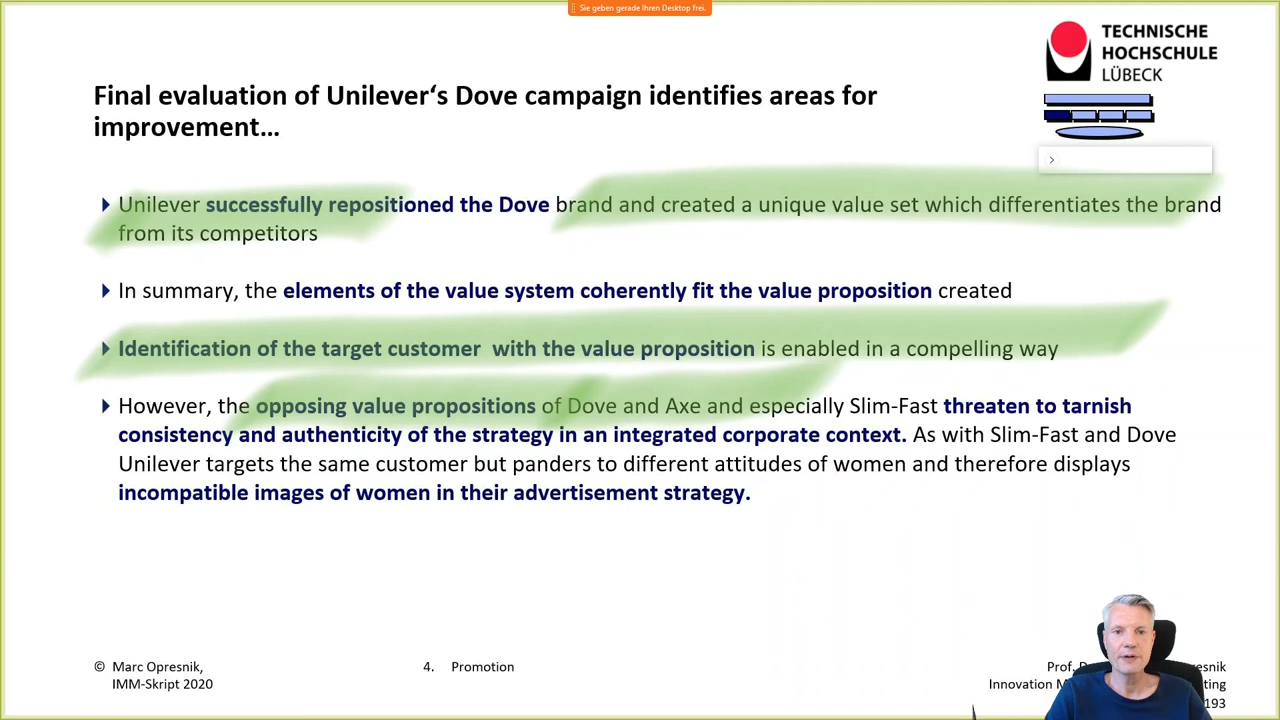 Sie geben gerade Ihren Desktop frei.
TECHNISCHE
HOCHSCHULE
LÜBECK
Final evaluation of Unilever‘s Dove campaign identifies areas for
improvement…
Unilever successfully repositioned the Dove brand and created a unique value set which differentiates the brand
from its competitors
In summary, the elements of the value system coherently fit the value proposition created
Identification of the target customer with the value proposition is enabled in a compelling way
However, the opposing value propositions of Dove and Axe and especially Slim-Fast threaten to tarnish
consistency and authenticity of the strategy in an integrated corporate context. As with Slim-Fast and Dove
Unilever targets the same customer but panders to different attitudes of women and therefore displays
incompatible images of women in their advertisement strategy.
© Marc Opresnik,
IMM-Skript 2020
4. Promotion
Prof.
Innovation
193